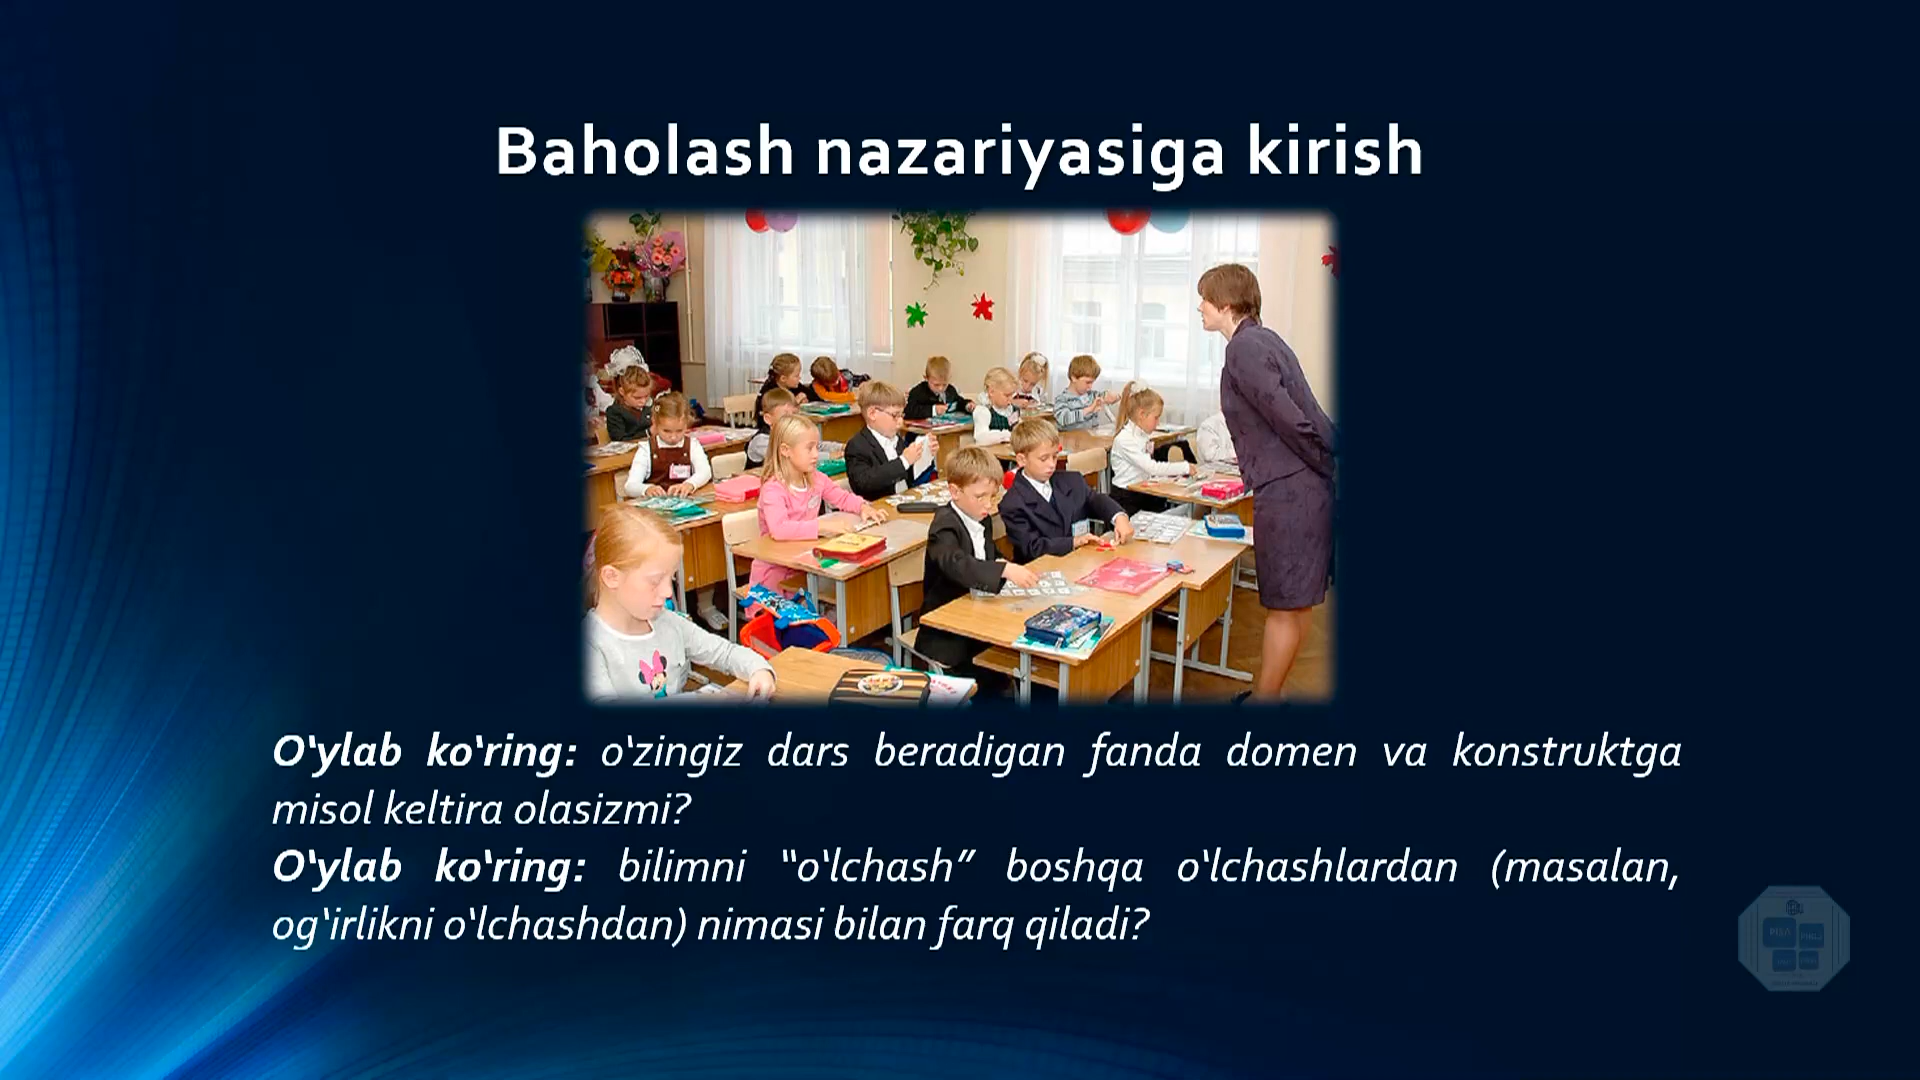 Baholash nazariyasiga kirish
O‘ylab ko‘ring: o‘zingiz dars beradigan fanda domen va konstruktga
misol keltira olasizmi?
O‘ylab ko‘ring: bilimni “o‘lchash” boshqa o‘lchashlardan (masalan,
og‘irlikni o‘lchashdan) nimasi bilan farq qiladi?
PISA